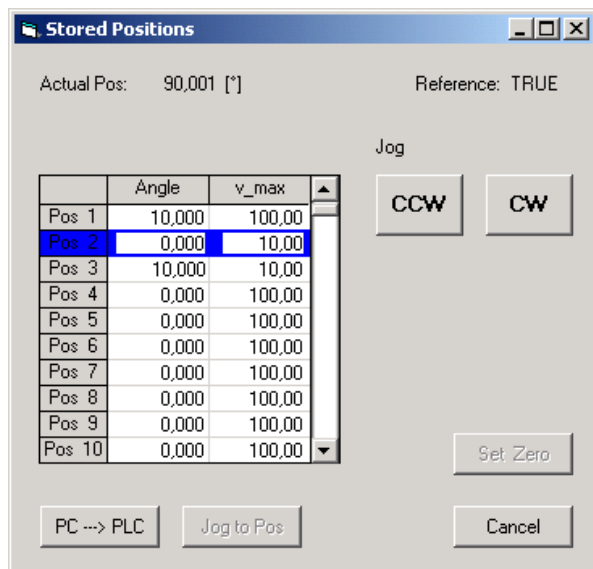 Stored Positions
Actual Pos: 90,001 [°] Reference: TRUE
Jog
CCW CW
Angle v_max
Pos 1 10,000 100,00
Pos 2 0,000 10,00
Pos 3 10,000 10,00
Pos 4 0,000 100,00
Pos 5 0,000 100,00
Pos 6 0,000 100,00
Pos 7 0,000 100,00
Pos 8 0,000 100,00
Pos 9 0,000 100,00
Pos 10 0,000 100,00
Set Zero
PC ---> PLC Jog to Pos Cancel